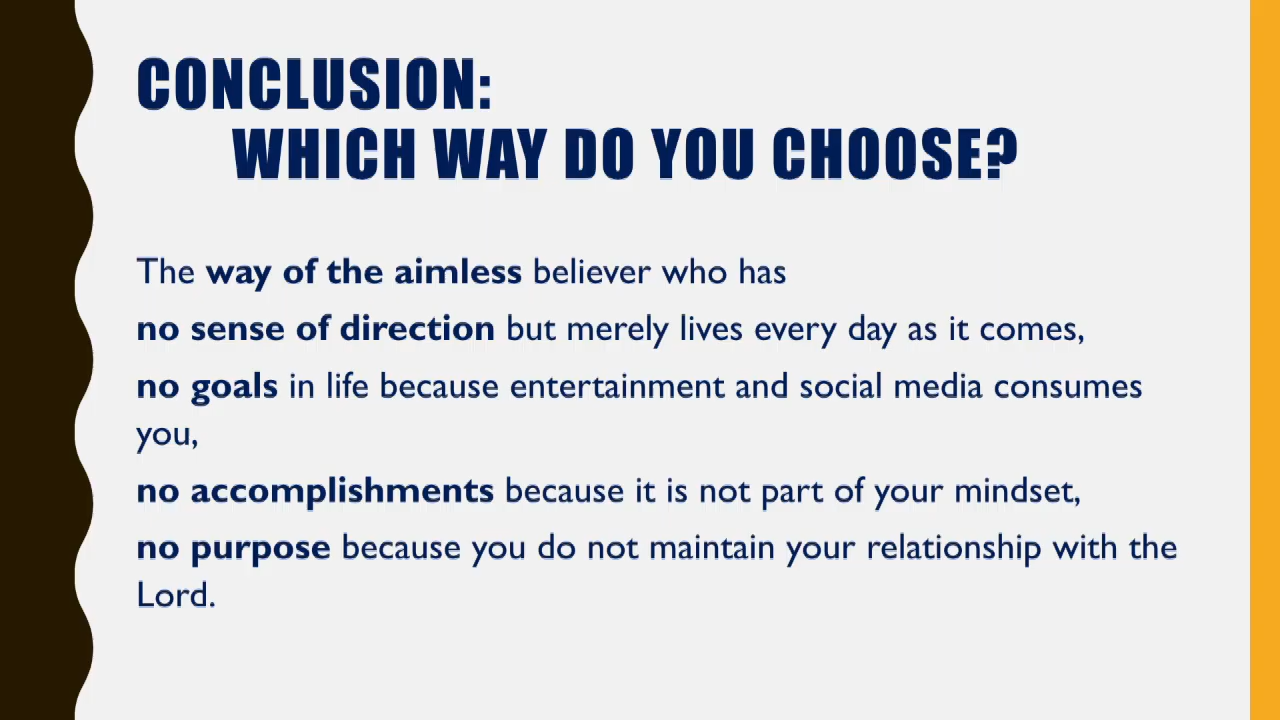 CONCLUSION:
WHICH WAY DO YOU CHOOSE?
The way of the aimless believer who has
no sense of direction but merely lives every day as it comes,
no goals in life because entertainment and social media consumes
you,
no accomplishments because it is not part of your mindset,
no purpose because you do not maintain your relationship with the
Lord.